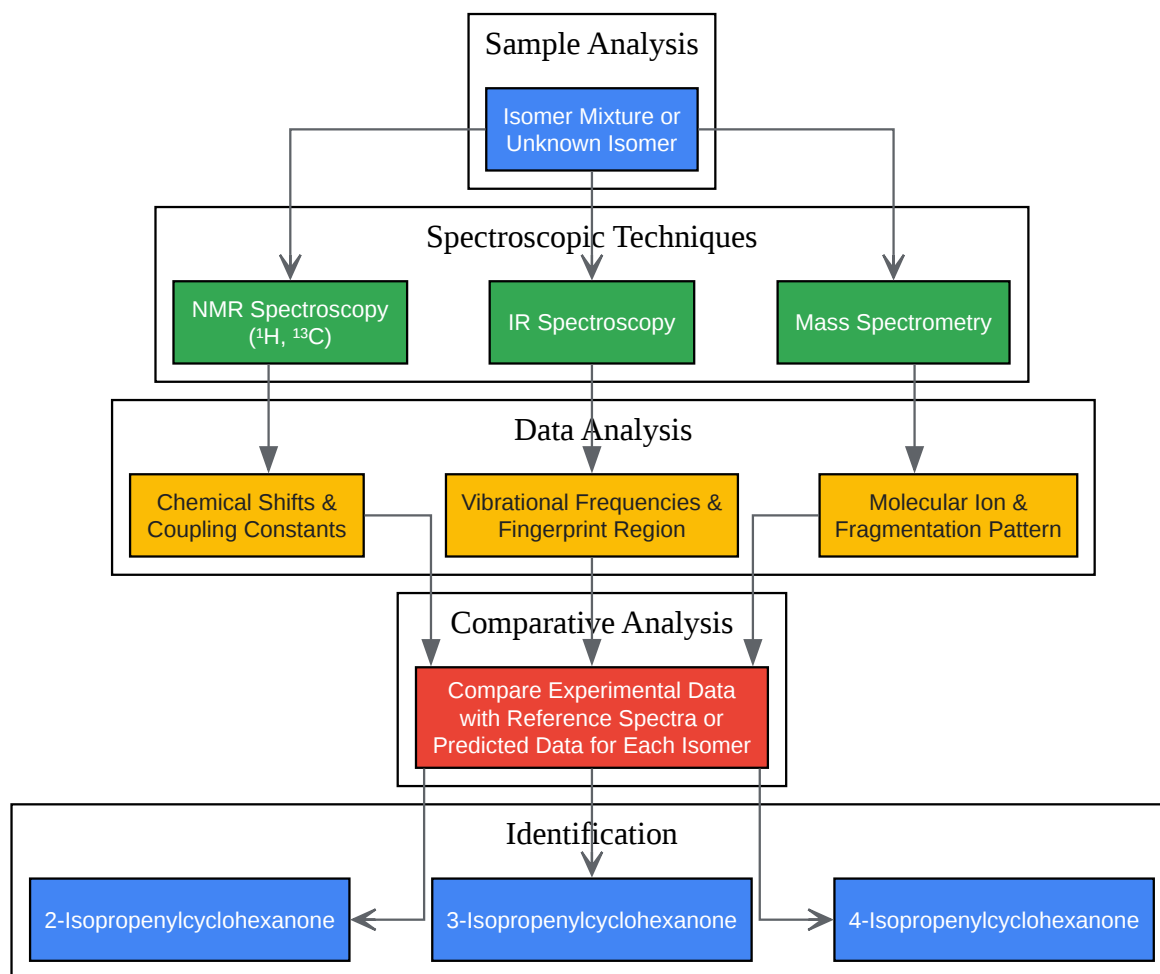 Sample Analysis
Isomer Mixture or
Unknown Isomer
Spectroscopic Techniques
NMR Spectroscopy
(¹H, ¹³C)
IR Spectroscopy
Mass Spectrometry
Data Analysis
Chemical Shifts &
Coupling Constants
Vibrational Frequencies &
Fingerprint Region
Molecular Ion &
Fragmentation Pattern
Comparative Analysis
Compare Experimental Data
with Reference Spectra or
Predicted Data for Each Isomer
Identification
2-Isopropenylcyclohexanone
3-Isopropenylcyclohexanone
4-Isopropenylcyclohexanone